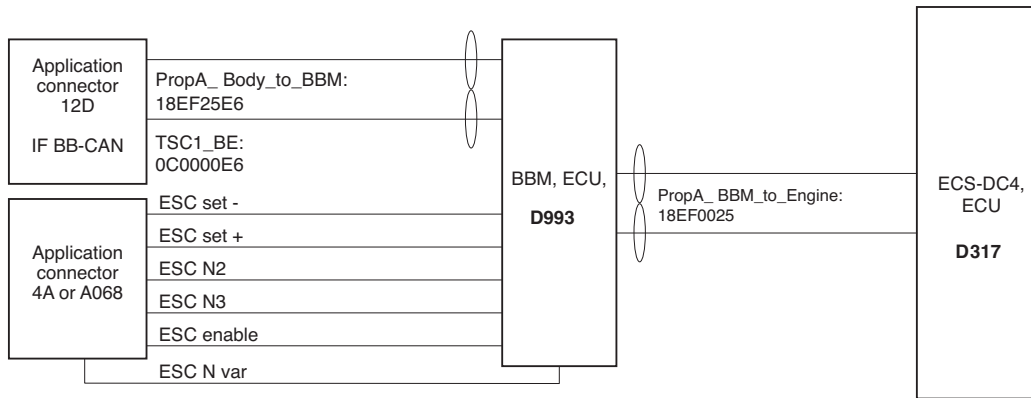 Application
connector
12D
IF BB-CAN
PropA_ Body_to_BBM:
18EF25E6
TSC1_BE:
0C0000E6
Application
connector
4A or A068
ESC set -
ESC set +
ESC N2
ESC N3
ESC enable
ESC N var
BBM, ECU,
D993
PropA_ BBM_to_Engine:
18EF0025
ECS-DC4,
ECU
D317